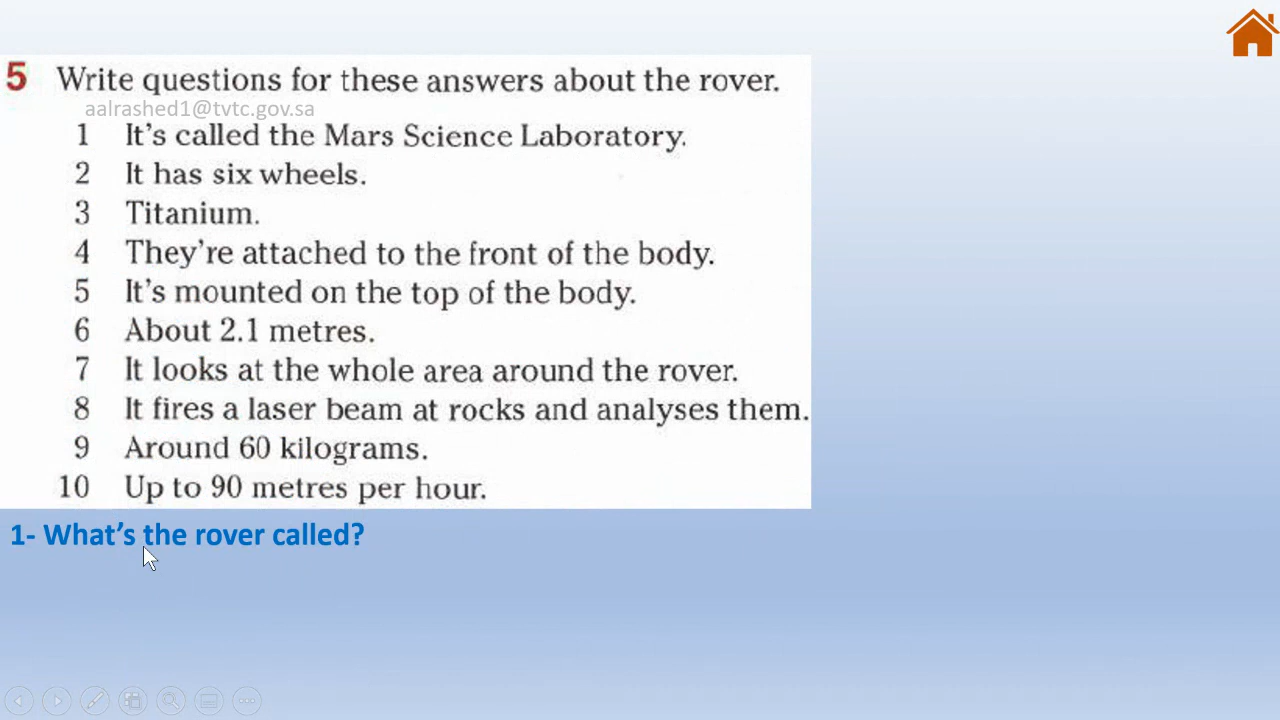 5 Write questions for these answers about the rover.
aalrashed1@tvtc.gov.sa
1 It's called the Mars Science Laboratory.
2 It has six wheels.
3 Titanium.
4 They're attached to the front of the body.
5 It's mounted on the top of the body.
6 About 2.1 metres.
7 It looks at the whole area around the rover.
8 It fires a laser beam at rocks and analyses them.
9 Around 60 kilograms.
10 Up to 90 metres per hour.
1- What's the rover called?